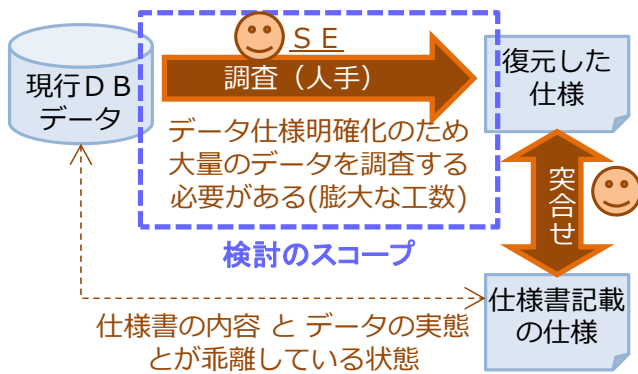 ＳＥ
現行ＤＢ
データ
調査（人手）
復元した
仕様
データ仕様明確化のため
大量のデータを調査する
必要がある(膨大な工数)
突合せ
検討のスコープ
仕様書記載
の仕様
仕様書の内容 と データの実態
とが乖離している状態